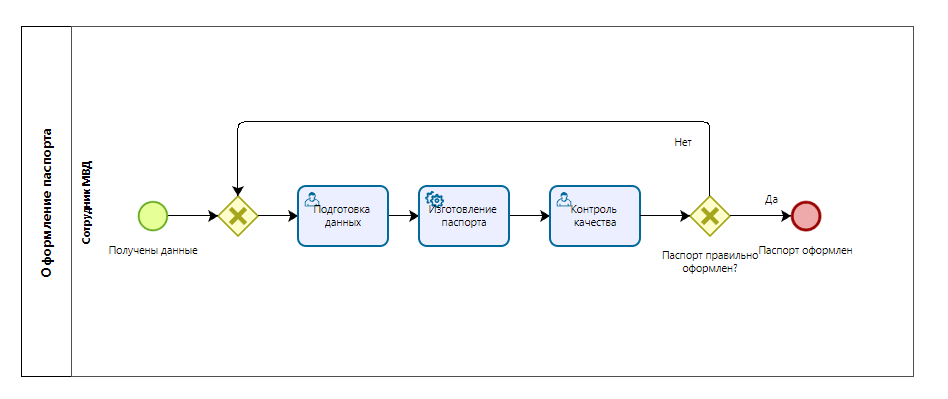 Оформление паспорта
Сотрудник МВД
Получены данные
Подготовка
данных
Изготовление
паспорта
Контроль
качества
Нет
Паспорт правильно
оформлен?
Да
Паспорт оформлен